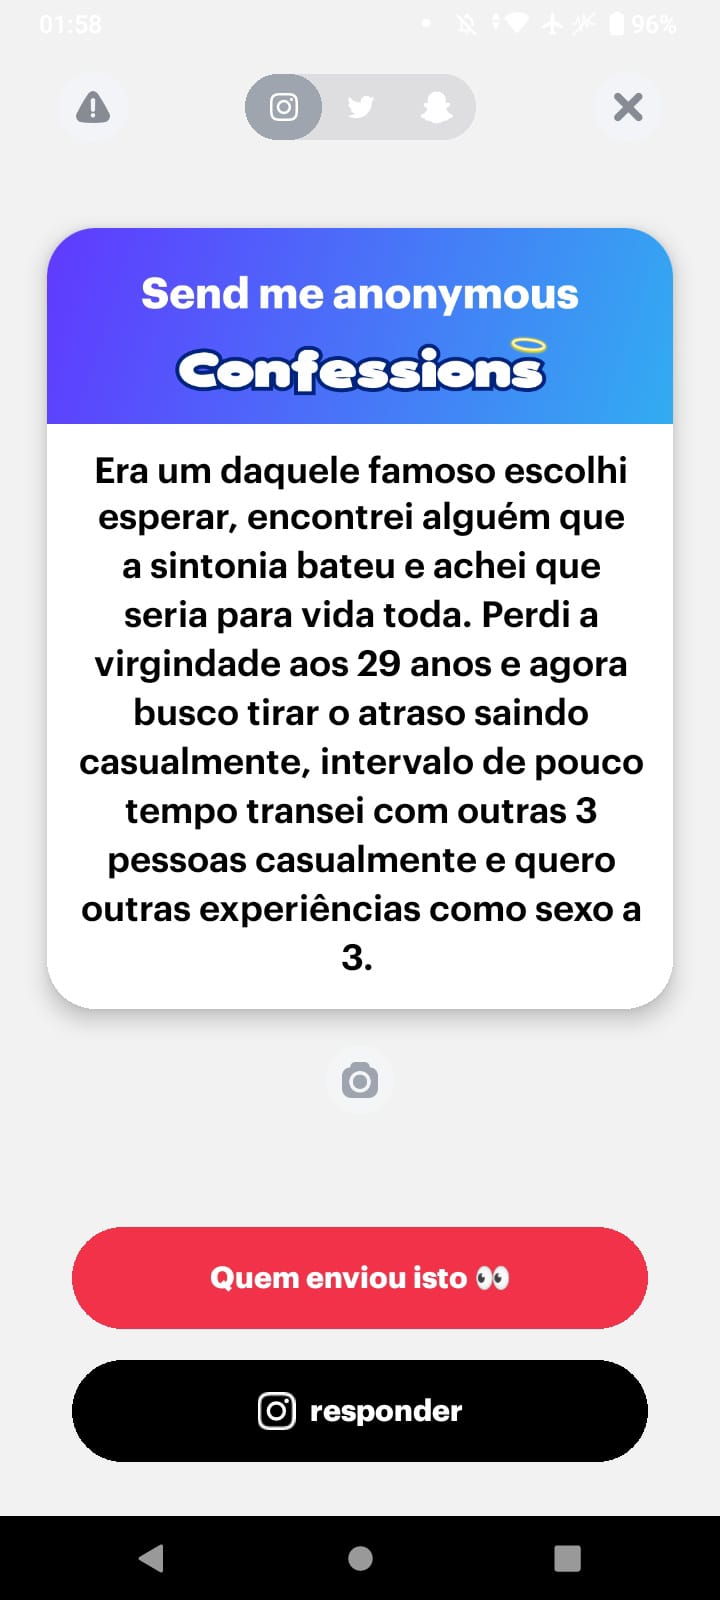 01:58
96%
Send me anonymous
Confessions
Era um daquele famoso escolhi
esperar, encontrei alguém que
a sintonia bateu e achei que
seria para vida toda. Perdi a
virgindade aos 29 anos e agora
busco tirar o atraso saindo
casualmente, intervalo de pouco
tempo transei com outras 3
pessoas casualmente e quero
outras experiências como sexo a
3.
Quem enviou isto 👀
responder